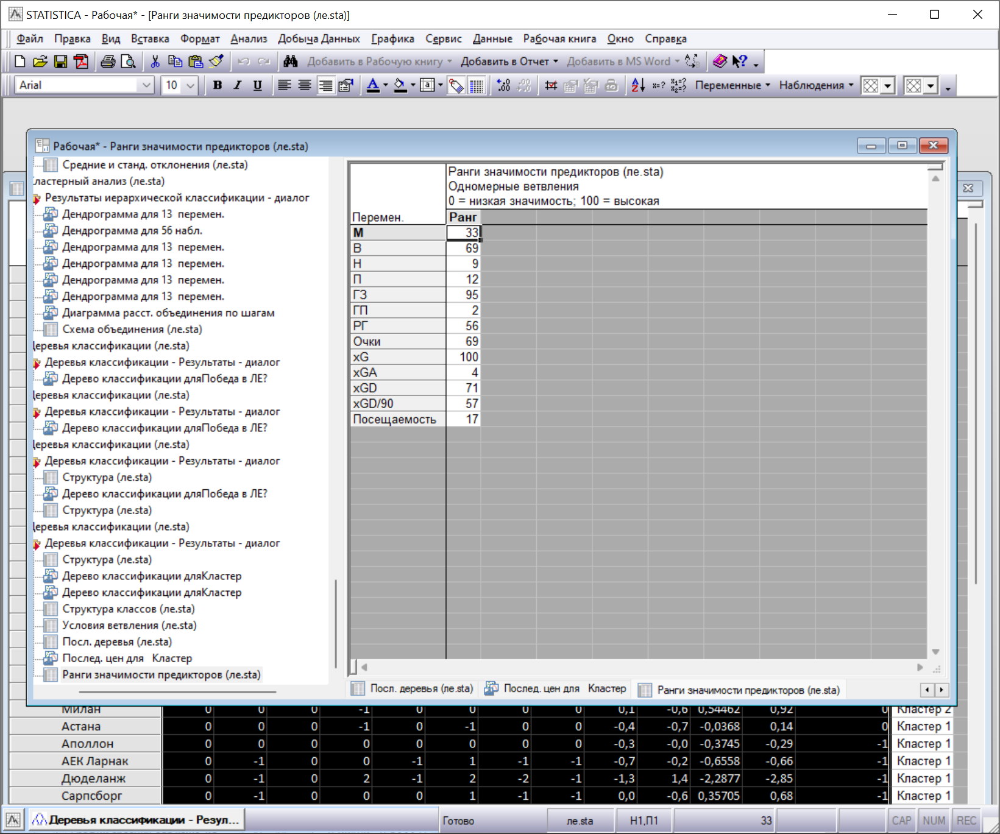 STATISTICA - Рабочая* - [Ранги значимости предикторов (ле.sta)]
Файл Правка Вид Вставка Формат Анализ Добыча Данных Графика Сервис Данные Рабочая книга Окно Справка
Добавить в Рабочую книгу Добавить в Отчет Добавить в MS Word
Arial 10 B I U Переменные Наблюдения
Рабочая* - Ранги значимости предикторов (ле.sta)
Средние и станд. отклонения (ле.sta)
Кластерный анализ (ле.sta)
Результаты иерархической классификации - диалог
Дендрограмма для 13 перемен.
Дендрограмма для 56 набл.
Дендрограмма для 13 перемен.
Дендрограмма для 13 перемен.
Дендрограмма для 13 перемен.
Дендрограмма для 13 перемен.
Диаграмма расст. объединения по шагам
Схема объединения (ле.sta)
Деревья классификации (ле.sta)
Деревья классификации - Результаты - диалог
Дерево классификации дляПобеда в ЛЕ?
Деревья классификации (ле.sta)
Деревья классификации - Результаты - диалог
Дерево классификации дляПобеда в ЛЕ?
Деревья классификации (ле.sta)
Деревья классификации - Результаты - диалог
Структура (ле.sta)
Дерево классификации дляПобеда в ЛЕ?
Структура (ле.sta)
Деревья классификации (ле.sta)
Деревья классификации - Результаты - диалог
Структура (ле.sta)
Дерево классификации дляКластер
Дерево классификации дляКластер
Структура классов (ле.sta)
Условия ветвления (ле.sta)
Посл. деревья (ле.sta)
Послед. цен для Кластер
Ранги значимости предикторов (ле.sta)
Ранги значимости предикторов (ле.sta)
Одномерные ветвления
0 = низкая значимость; 100 = высокая
Перемен. Ранг
М 33
В 69
Н 9
П 12
ГЗ 95
ГП 2
РГ 56
Очки 69
xG 100
xGA 4
xGD 71
xGD/90 57
Посещаемость 17
Посл. деревья (ле.sta) Послед. цен для Кластер Ранги значимости предикторов (ле.sta)
Милан 0 0 0 -1 0 0 0 0 0,1 -0,6 0,54462 0,92 0 Кластер 2
Астана 0 0 0 -1 0 -1 0 0 -0,4 -0,7 -0,0368 0,14 0 Кластер 1
Аполлон 0 0 0 0 0 0 0 0 -0,3 -0,0 -0,3745 -0,29 -1 Кластер 1
АЕК Ларнак 0 -1 0 0 -1 1 -1 -1 -0,7 -0,2 -0,6558 -0,66 -1 Кластер 1
Дюделанж 0 -1 0 2 -1 2 -2 -1 -1,3 1,4 -2,2877 -2,85 -1 Кластер 1
Сарпсборг 0 -1 0 0 0 1 -1 -1 0,0 -0,6 0,35705 0,68 -1 Кластер 1
Деревья классификации - Резул... Готово ле.sta Н1,П1 33 CAP NUM REC